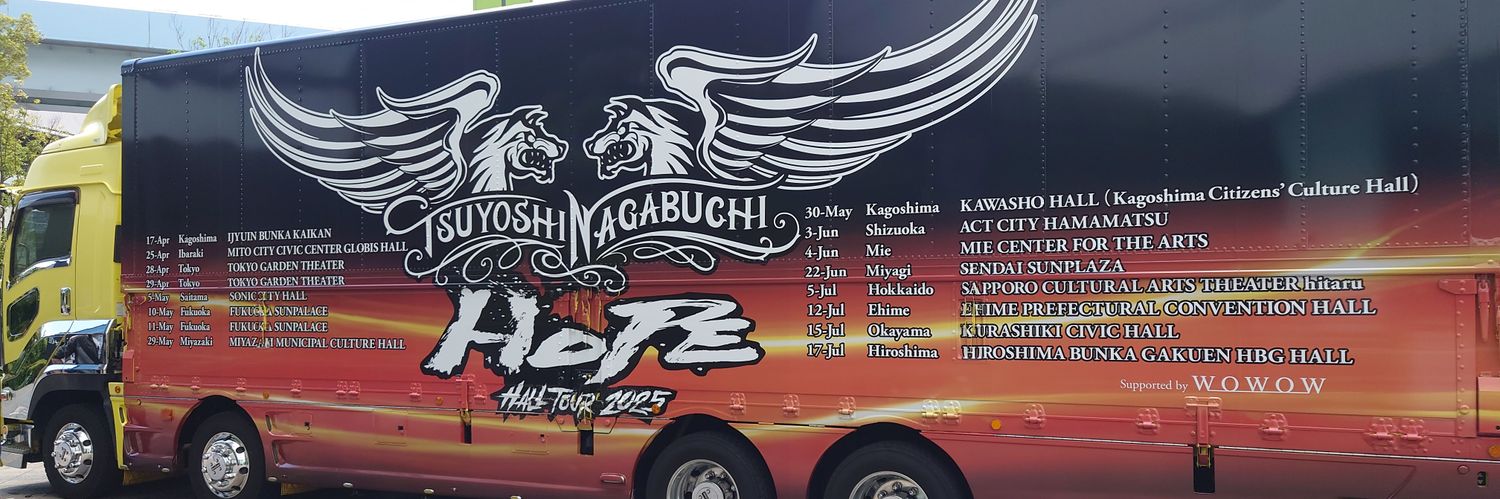 TSUYOSHI NAGABUCHI
HOPE
HALL TOUR 2025
17-Apr Kagoshima IJYUIN BUNKA KAIKAN
25-Apr Ibaraki MITO CITY CIVIC CENTER GLOBIS HALL
28-Apr Tokyo TOKYO GARDEN THEATER
29-Apr Tokyo TOKYO GARDEN THEATER
5-May Saitama SONIC CITY HALL
10-May Fukuoka FUKUOKA SUNPALACE
11-May Fukuoka FUKUOKA SUNPALACE
29-May Miyazaki MIYAZAKI MUNICIPAL CULTURE HALL
30-May Kagoshima KAWASHO HALL (Kagoshima Citizens' Culture Hall)
3-Jun Shizuoka ACT CITY HAMAMATSU
4-Jun Mie MIE CENTER FOR THE ARTS
22-Jun Miyagi SENDAI SUNPLAZA
5-Jul Hokkaido SAPPORO CULTURAL ARTS THEATER hitaru
12-Jul Ehime EHIME PREFECTURAL CONVENTION HALL
15-Jul Okayama KURASHIKI CIVIC HALL
17-Jul Hiroshima HIROSHIMA BUNKA GAKUEN HBG HALL
Supported by WOWOW